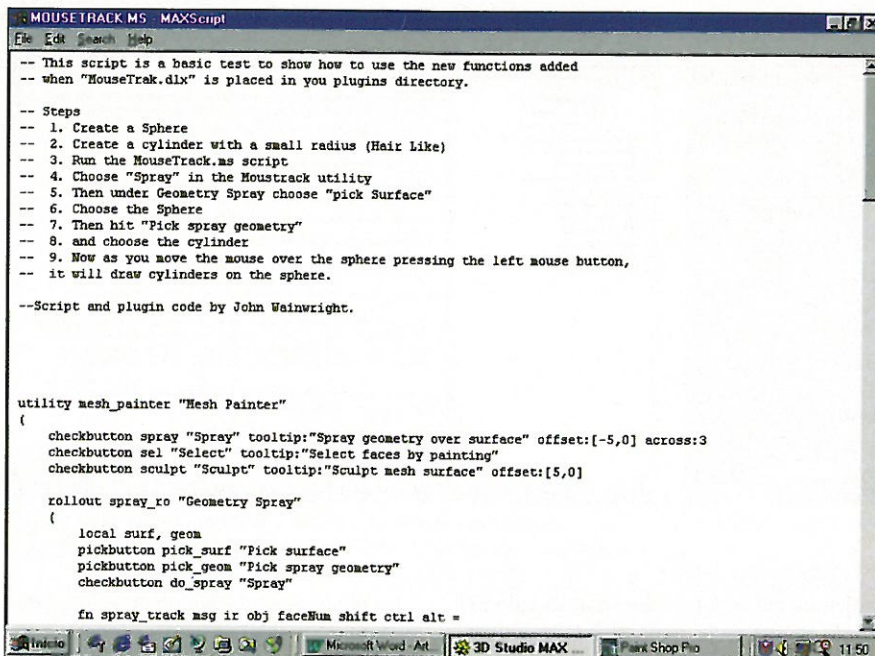 MOUSETRACK.MS - MAXScript
File Edit Search Help
-- This script is a basic test to show how to use the new functions added
-- when "MouseTrak.dlx" is placed in you plugins directory.
-- Steps
-- 1. Create a Sphere
-- 2. Create a cylinder with a small radius (Hair Like)
-- 3. Run the MouseTrack.ms script
-- 4. Choose "Spray" in the Moustrack utility
-- 5. Then under Geometry Spray choose "pick Surface"
-- 6. Choose the Sphere
-- 7. Then hit "Pick spray geometry"
-- 8. and choose the cylinder
-- 9. Now as you move the mouse over the sphere pressing the left mouse button,
-- it will draw cylinders on the sphere.
--Script and plugin code by John Wainwright.
utility mesh_painter "Mesh Painter"
(
checkbutton spray "Spray" tooltip:"Spray geometry over surface" offset:[-5,0] across:3
checkbutton sel "Select" tooltip:"Select faces by painting"
checkbutton sculpt "Sculpt" tooltip:"Sculpt mesh surface" offset:[5,0]
rollout spray_ro "Geometry Spray"
(
local surf, geom
pickbutton pick_surf "Pick surface"
pickbutton pick_geom "Pick spray geometry"
checkbutton do_spray "Spray"
fn spray_track msg ir obj faceNum shift ctrl alt =
Inicio Microsoft Word - Art... 3D Studio MAX ... Paint Shop Pro 11:50